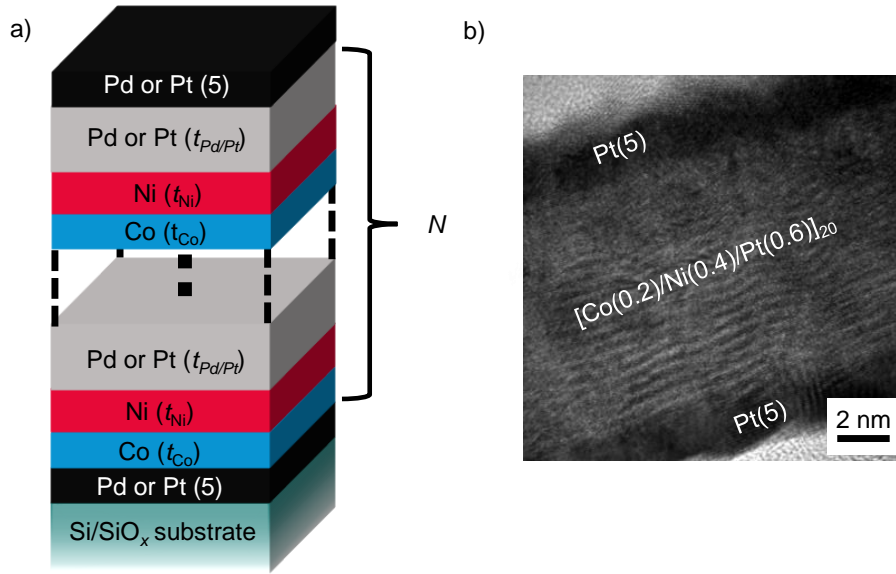 a)
Pd or Pt (5)
Pd or Pt (tPd/Pt)
Ni (tNi)
Co (tCo)
N
Pd or Pt (tPd/Pt)
Ni (tNi)
Co (tCo)
Pd or Pt (5)
Si/SiOx substrate
b)
Pt(5)
[Co(0.2)/Ni(0.4)/Pt(0.6)]20
Pt(5)
2 nm